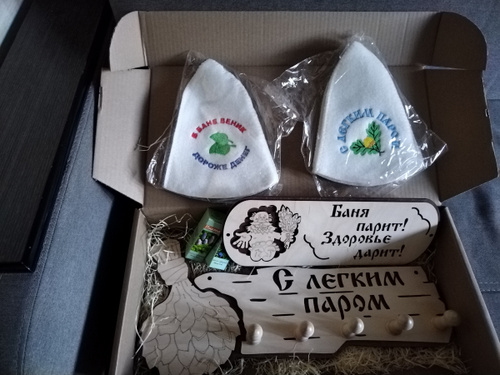 В БАНЕ ВЕНИК
ДОРОЖЕ ДЕНЕГ
С ЛЕГКИМ ПАРОМ
Баня
парит!
Здоровье
дарит!
С ЛЕГКИМ
ПАРОМ